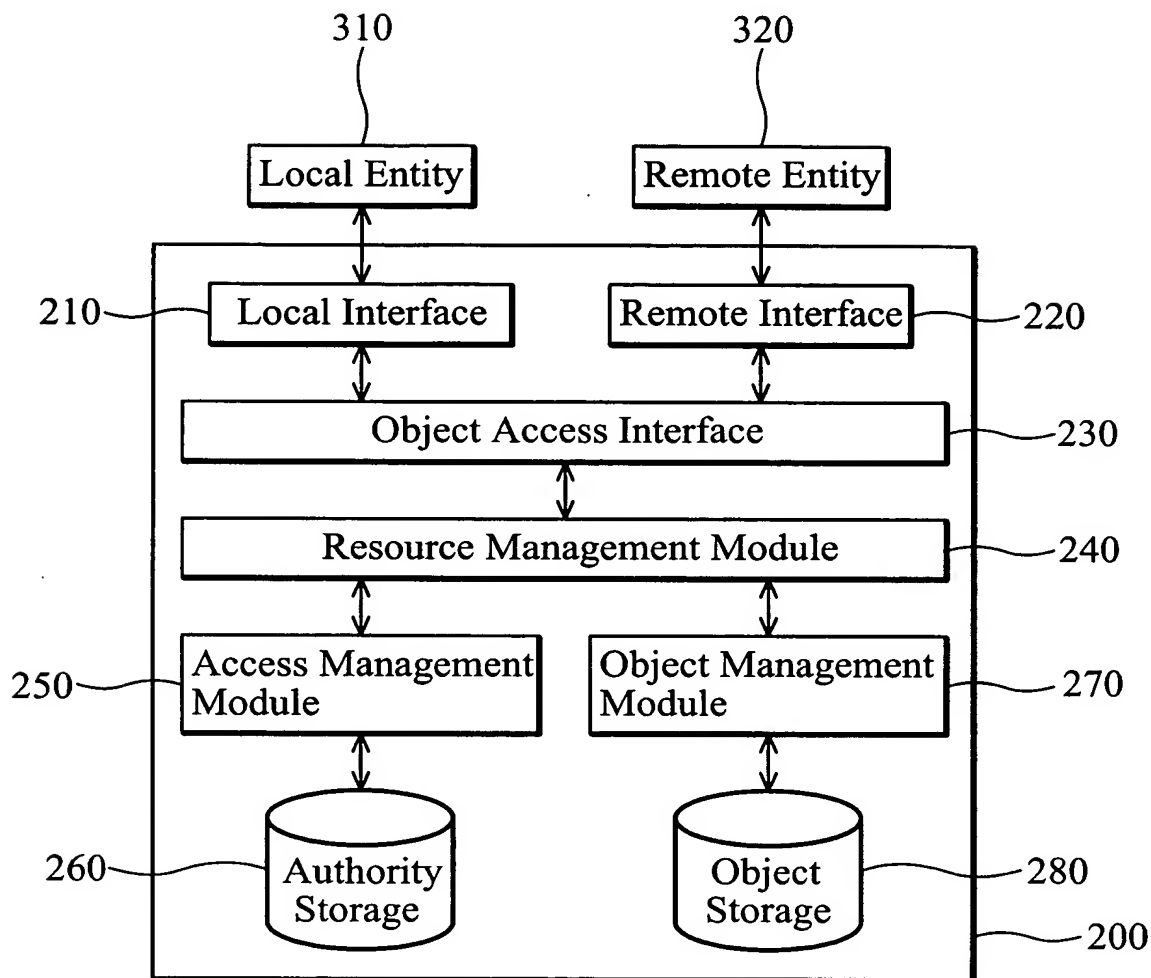 310
320
Local Entity
Remote Entity
210
Local Interface
Remote Interface
220
Object Access Interface
230
Resource Management Module
240
250
Access Management
Module
Object Management
Module
270
260
Authority
Storage
Object
Storage
280
200